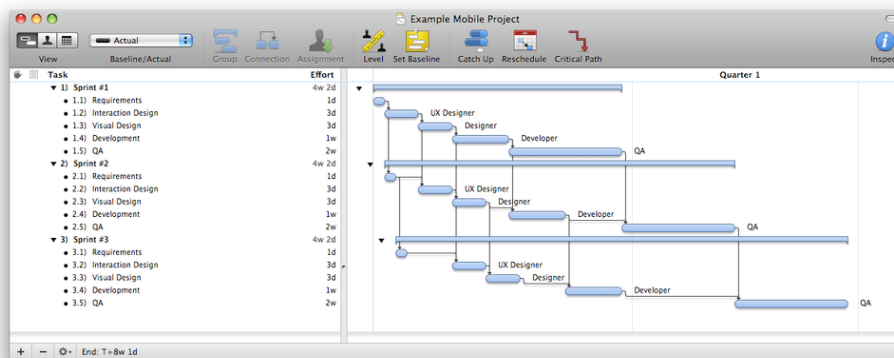 Example Mobile Project
Actual
View
Baseline/Actual
Group
Connection
Assignment
Level
Set Baseline
Catch Up
Reschedule
Critical Path
Inspec
Task
Effort
Quarter 1
1) Sprint #1 4w 2d
1.1) Requirements 1d
1.2) Interaction Design 3d UX Designer
1.3) Visual Design 3d Designer
1.4) Development 1w Developer
1.5) QA 2w QA
2) Sprint #2 4w 2d
2.1) Requirements 1d
2.2) Interaction Design 3d UX Designer
2.3) Visual Design 3d Designer
2.4) Development 1w Developer
2.5) QA 2w QA
3) Sprint #3 4w 2d
3.1) Requirements 1d
3.2) Interaction Design 3d UX Designer
3.3) Visual Design 3d Designer
3.4) Development 1w Developer
3.5) QA 2w QA
End: T+8w 1d